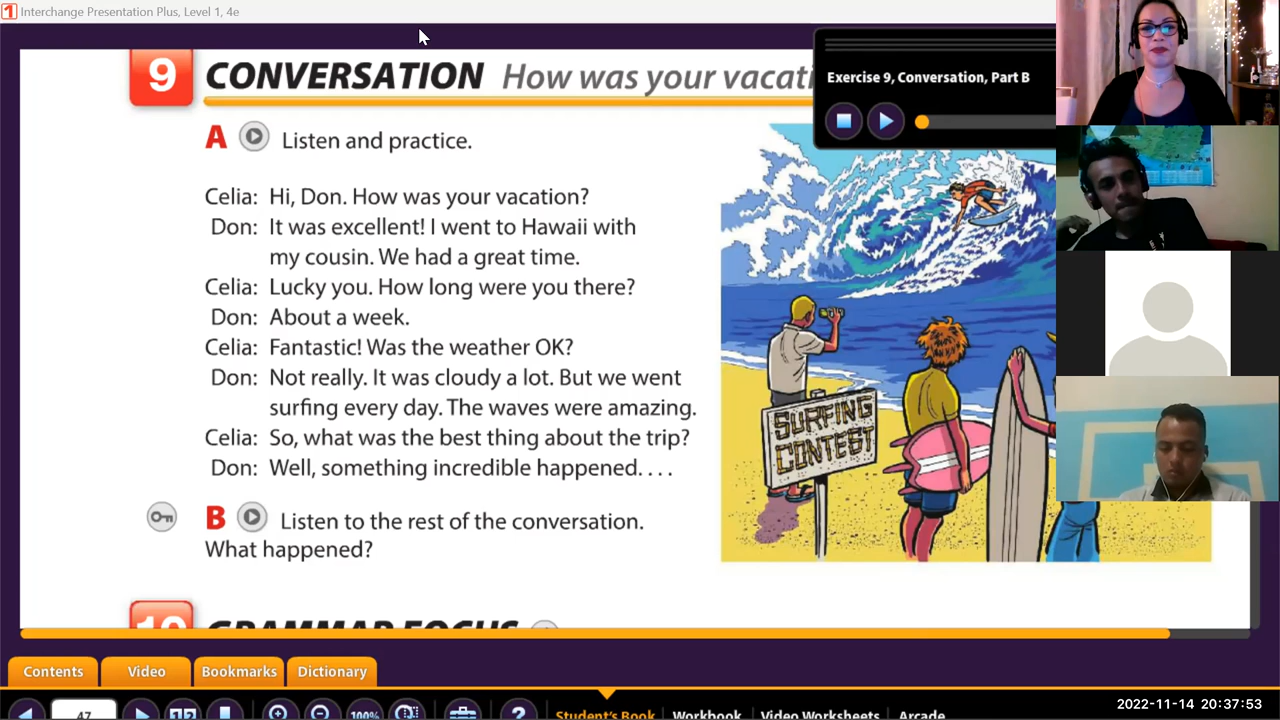 Interchange Presentation Plus, Level 1, 4e
9 CONVERSATION How was your vacati
Exercise 9, Conversation, Part B
A Listen and practice.
Celia: Hi, Don. How was your vacation?
Don: It was excellent! I went to Hawaii with
my cousin. We had a great time.
Celia: Lucky you. How long were you there?
Don: About a week.
Celia: Fantastic! Was the weather OK?
Don: Not really. It was cloudy a lot. But we went
surfing every day. The waves were amazing.
Celia: So, what was the best thing about the trip?
Don: Well, something incredible happened. . . .
SURFING
CONTEST
B Listen to the rest of the conversation.
What happened?
10 GRAMMAR FOCUS
Contents Video Bookmarks Dictionary
47 100% ? Student's Book Workbook Video Worksheets Arcade
2022-11-14 20:37:53